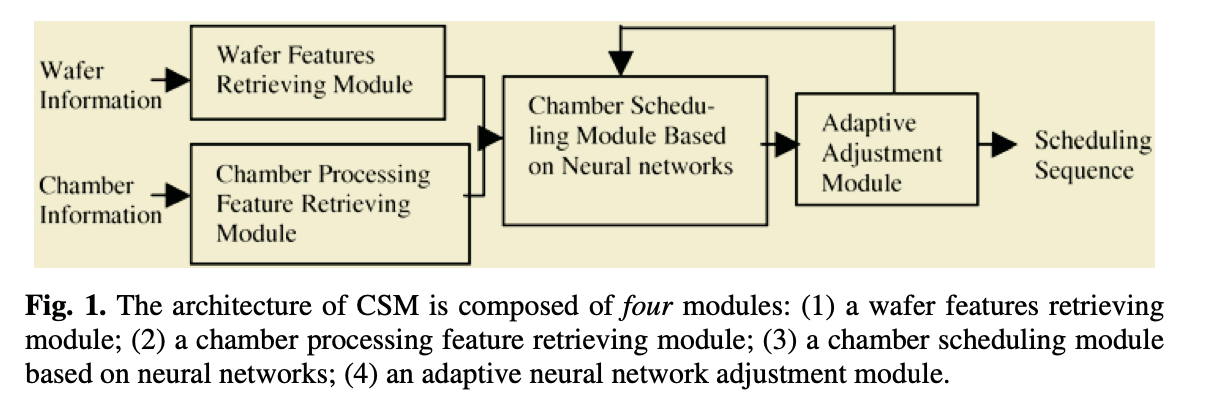 Wafer
Information
Wafer Features
Retrieving Module
Chamber
Information
Chamber Processing
Feature Retrieving
Module
Chamber Schedu-
ling Module Based
on Neural networks
Adaptive
Adjustment
Module
Scheduling
Sequence
Fig. 1. The architecture of CSM is composed of four modules: (1) a wafer features retrieving
module; (2) a chamber processing feature retrieving module; (3) a chamber scheduling module
based on neural networks; (4) an adaptive neural network adjustment module.